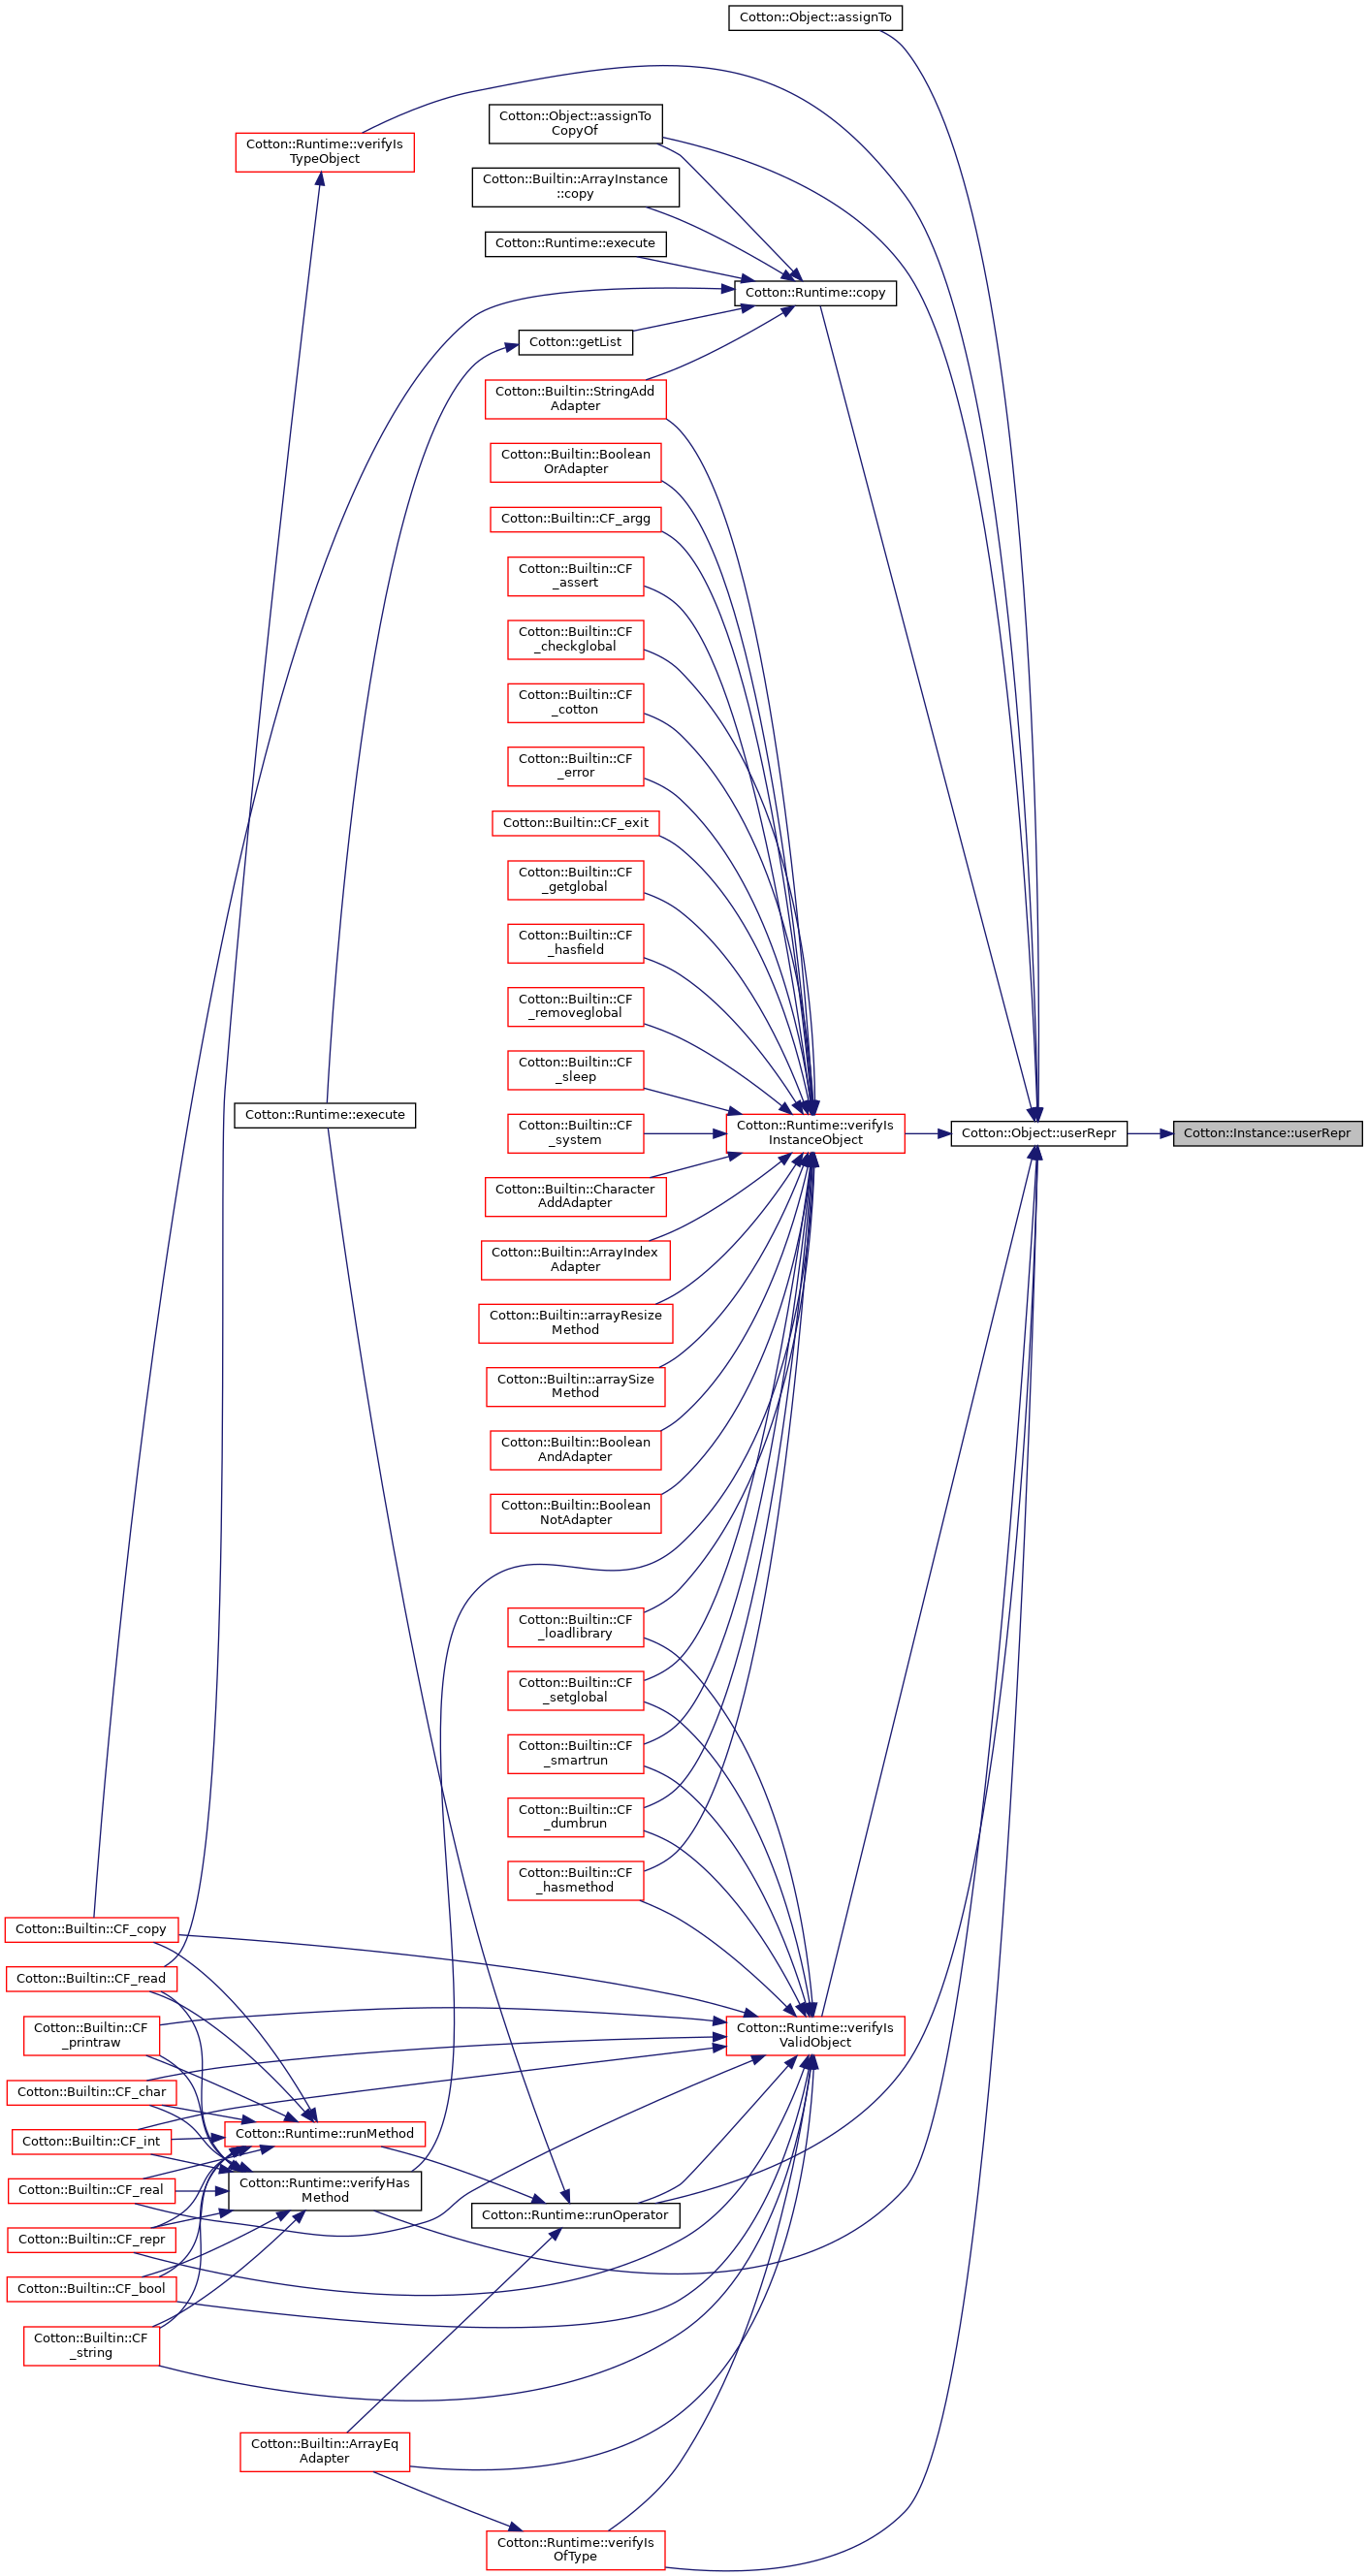 Cotton::Object::assignTo
Cotton::Object::assignTo
CopyOf
Cotton::Runtime::verifyIs
TypeObject
Cotton::Builtin::ArrayInstance
::copy
Cotton::Runtime::execute
Cotton::Runtime::copy
Cotton::getList
Cotton::Builtin::StringAdd
Adapter
Cotton::Builtin::Boolean
OrAdapter
Cotton::Builtin::CF_argg
Cotton::Builtin::CF
_assert
Cotton::Builtin::CF
_checkglobal
Cotton::Builtin::CF
_cotton
Cotton::Builtin::CF
_error
Cotton::Builtin::CF_exit
Cotton::Builtin::CF
_getglobal
Cotton::Builtin::CF
_hasfield
Cotton::Builtin::CF
_removeglobal
Cotton::Builtin::CF
_sleep
Cotton::Runtime::execute
Cotton::Builtin::CF
_system
Cotton::Runtime::verifyIs
InstanceObject
Cotton::Object::userRepr
Cotton::Instance::userRepr
Cotton::Builtin::Character
AddAdapter
Cotton::Builtin::ArrayIndex
Adapter
Cotton::Builtin::arrayResize
Method
Cotton::Builtin::arraySize
Method
Cotton::Builtin::Boolean
AndAdapter
Cotton::Builtin::Boolean
NotAdapter
Cotton::Builtin::CF
_loadlibrary
Cotton::Builtin::CF
_setglobal
Cotton::Builtin::CF
_smartrun
Cotton::Builtin::CF
_dumbrun
Cotton::Builtin::CF
_hasmethod
Cotton::Builtin::CF_copy
Cotton::Builtin::CF_read
Cotton::Builtin::CF
_printraw
Cotton::Runtime::verifyIs
ValidObject
Cotton::Builtin::CF_char
Cotton::Runtime::runMethod
Cotton::Builtin::CF_int
Cotton::Builtin::CF_real
Cotton::Runtime::verifyHas
Method
Cotton::Runtime::runOperator
Cotton::Builtin::CF_repr
Cotton::Builtin::CF_bool
Cotton::Builtin::CF
_string
Cotton::Builtin::ArrayEq
Adapter
Cotton::Runtime::verifyIs
OfType